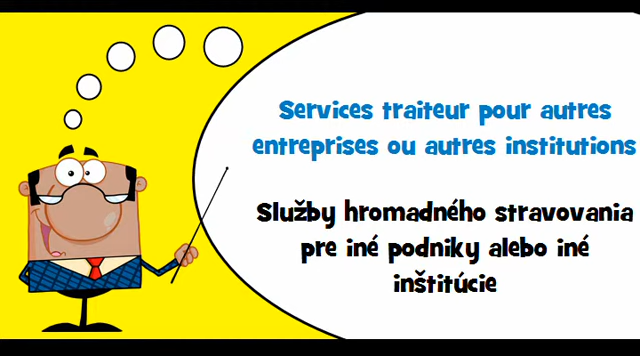 Services traiteur pour autres
entreprises ou autres institutions
Služby hromadného stravovania
pre iné podniky alebo iné
inštitúcie